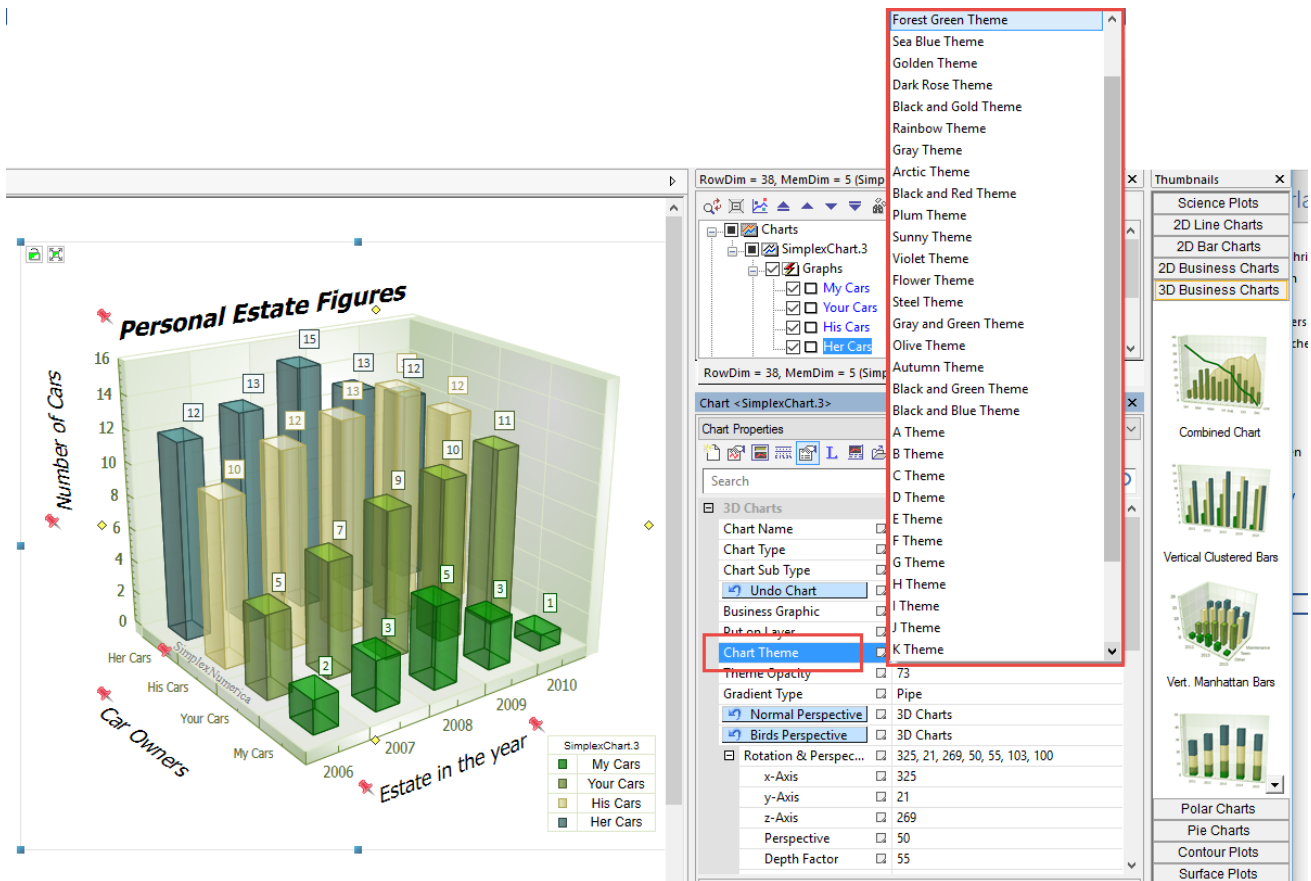 Forest Green Theme
Sea Blue Theme
Golden Theme
Dark Rose Theme
Black and Gold Theme
Rainbow Theme
Gray Theme
Arctic Theme
Black and Red Theme
Plum Theme
Sunny Theme
Violet Theme
Flower Theme
Steel Theme
Gray and Green Theme
Olive Theme
Autumn Theme
Black and Green Theme
Black and Blue Theme
A Theme
B Theme
C Theme
D Theme
E Theme
F Theme
G Theme
H Theme
I Theme
J Theme
K Theme
Personal Estate Figures
Number of Cars
16
14
12
10
8
6
4
2
0
12
13
15
13
12
10
12
13
12
5
7
9
10
11
2
3
5
3
1
Her Cars
His Cars
Your Cars
My Cars
SimplexNumerica
Car Owners
2006
2007
2008
2009
2010
Estate in the year
SimplexChart.3
My Cars
Your Cars
His Cars
Her Cars
RowDim = 38, MemDim = 5 (Simp
Charts
SimplexChart.3
Graphs
My Cars
Your Cars
His Cars
Her Cars
RowDim = 38, MemDim = 5 (Simp
Chart <SimplexChart.3>
Chart Properties
L
Search
3D Charts
Chart Name
Chart Type
Chart Sub Type
Undo Chart
Business Graphic
Put on Layer
Chart Theme
Theme Opacity 73
Gradient Type Pipe
Normal Perspective 3D Charts
Birds Perspective 3D Charts
Rotation & Perspec... 325, 21, 269, 50, 55, 103, 100
x-Axis 325
y-Axis 21
z-Axis 269
Perspective 50
Depth Factor 55
Thumbnails
Science Plots
2D Line Charts
2D Bar Charts
2D Business Charts
3D Business Charts
Combined Chart
Vertical Clustered Bars
Vert. Manhattan Bars
Polar Charts
Pie Charts
Contour Plots
Surface Plots